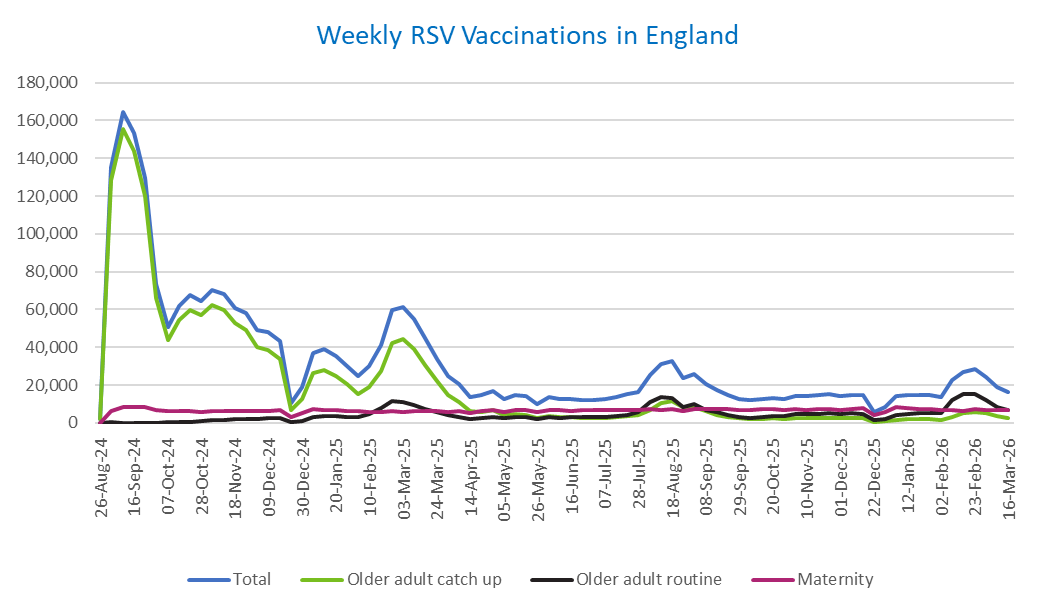 Weekly RSV Vaccinations in England
180,000
160,000
140,000
120,000
100,000
80,000
60,000
40,000
20,000
0
26-Aug-24
16-Sep-24
07-Oct-24
28-Oct-24
18-Nov-24
09-Dec-24
30-Dec-24
20-Jan-25
10-Feb-25
03-Mar-25
24-Mar-25
14-Apr-25
05-May-25
26-May-25
16-Jun-25
07-Jul-25
28-Jul-25
18-Aug-25
08-Sep-25
29-Sep-25
20-Oct-25
10-Nov-25
01-Dec-25
22-Dec-25
12-Jan-26
02-Feb-26
23-Feb-26
16-Mar-26
Total Older adult catch up Older adult routine Maternity